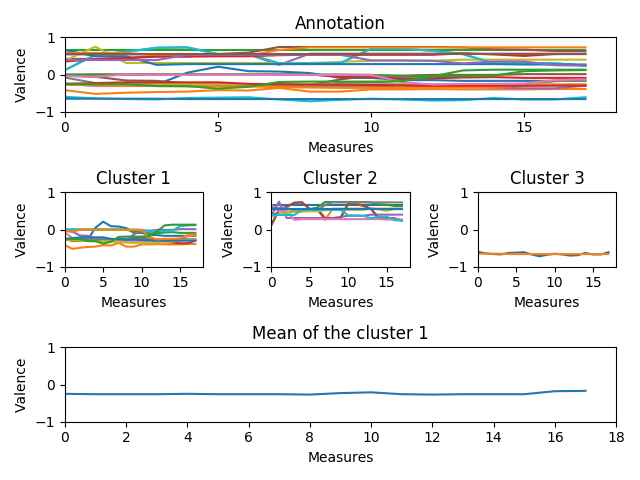 Annotation
Valence
1
0
−1
0 5 10 15
Measures
Cluster 1 Cluster 2 Cluster 3
Valence Valence Valence
1 1 1
0 0 0
−1 −1 −1
0 5 10 15 0 5 10 15 0 5 10 15
Measures Measures Measures
Mean of the cluster 1
Valence
1
0
−1
0 2 4 6 8 10 12 14 16 18
Measures